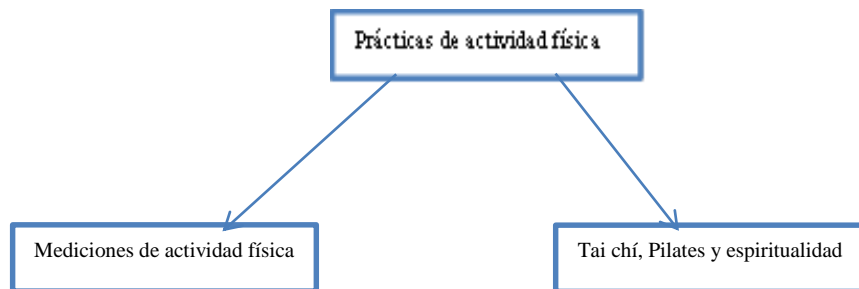 Prácticas de actividad física
Mediciones de actividad física
Tai chí, Pilates y espiritualidad